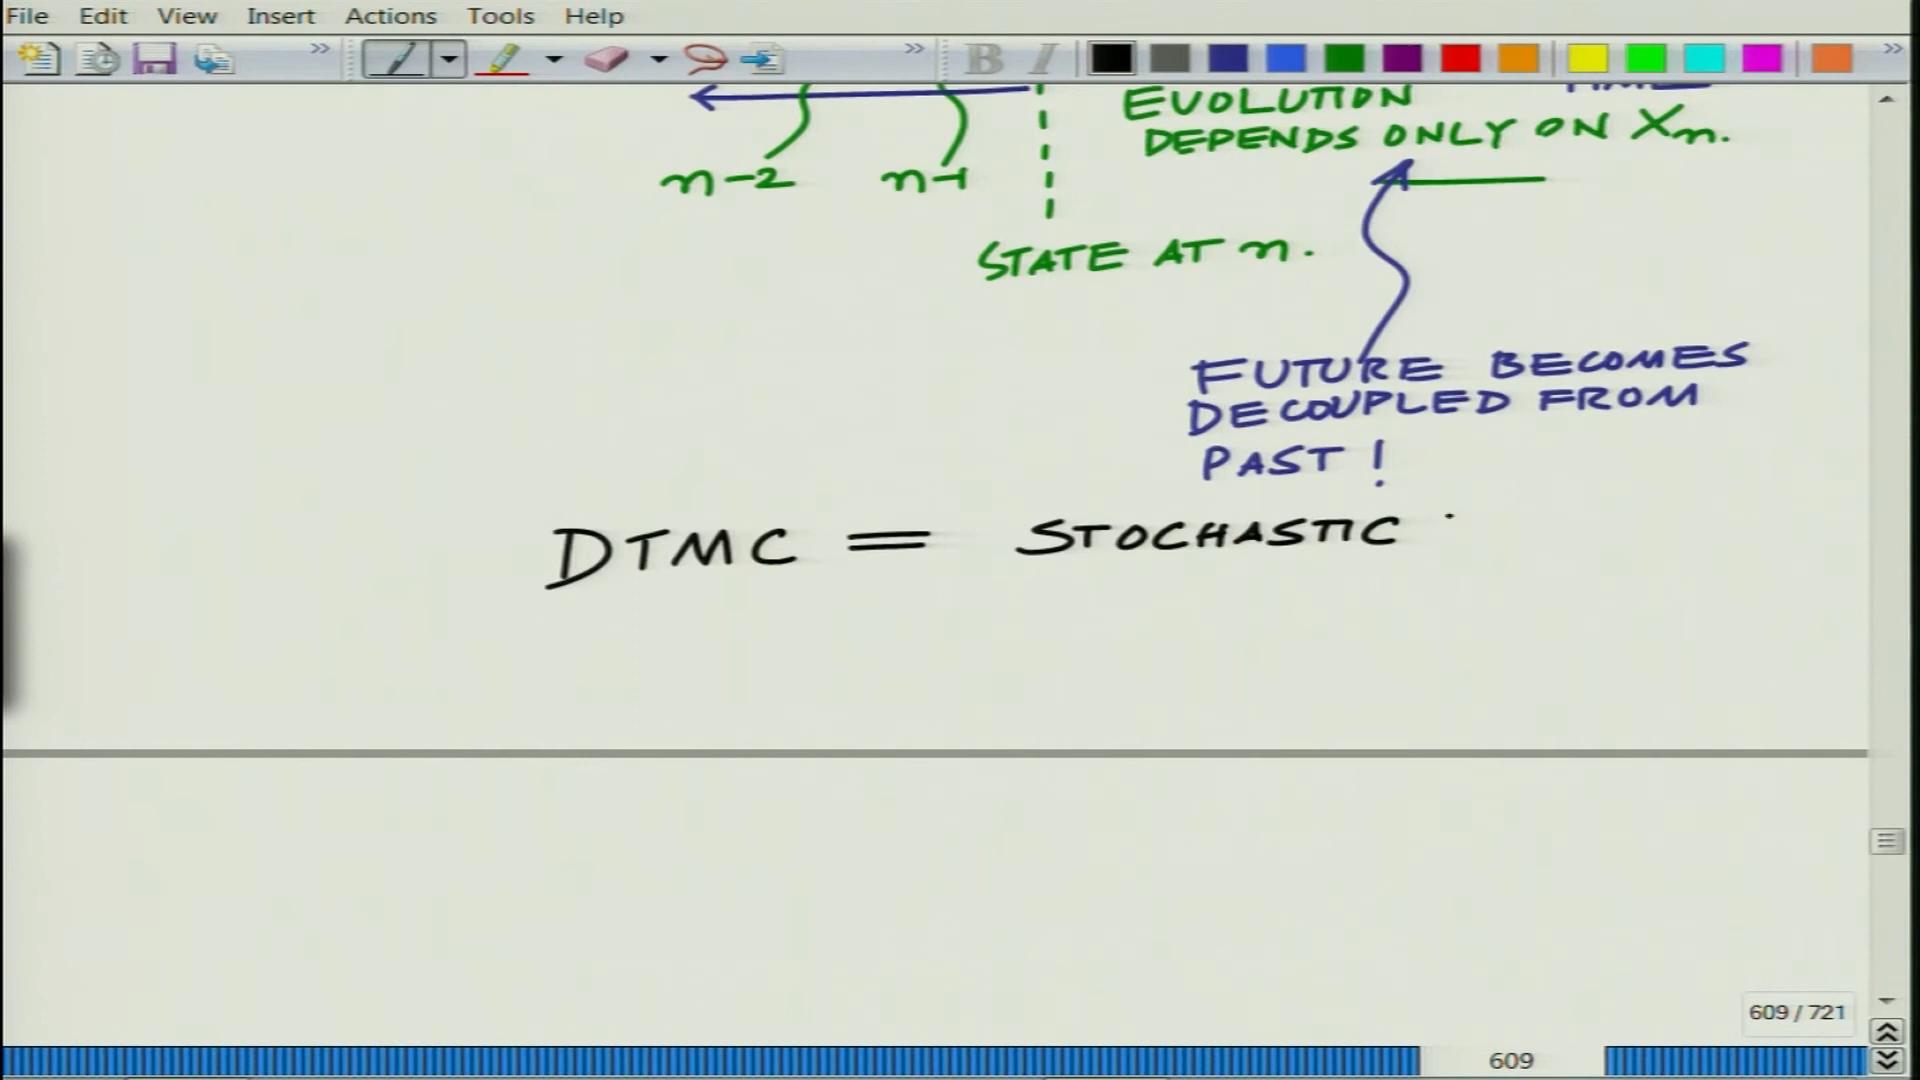 File Edit View Insert Actions Tools Help
B I
EVOLUTION
DEPENDS ONLY ON Xn.
n-2 n-1
STATE AT n.
FUTURE BECOMES
DECOUPLED FROM
PAST!
DTMC = STOCHASTIC
609 / 721
609